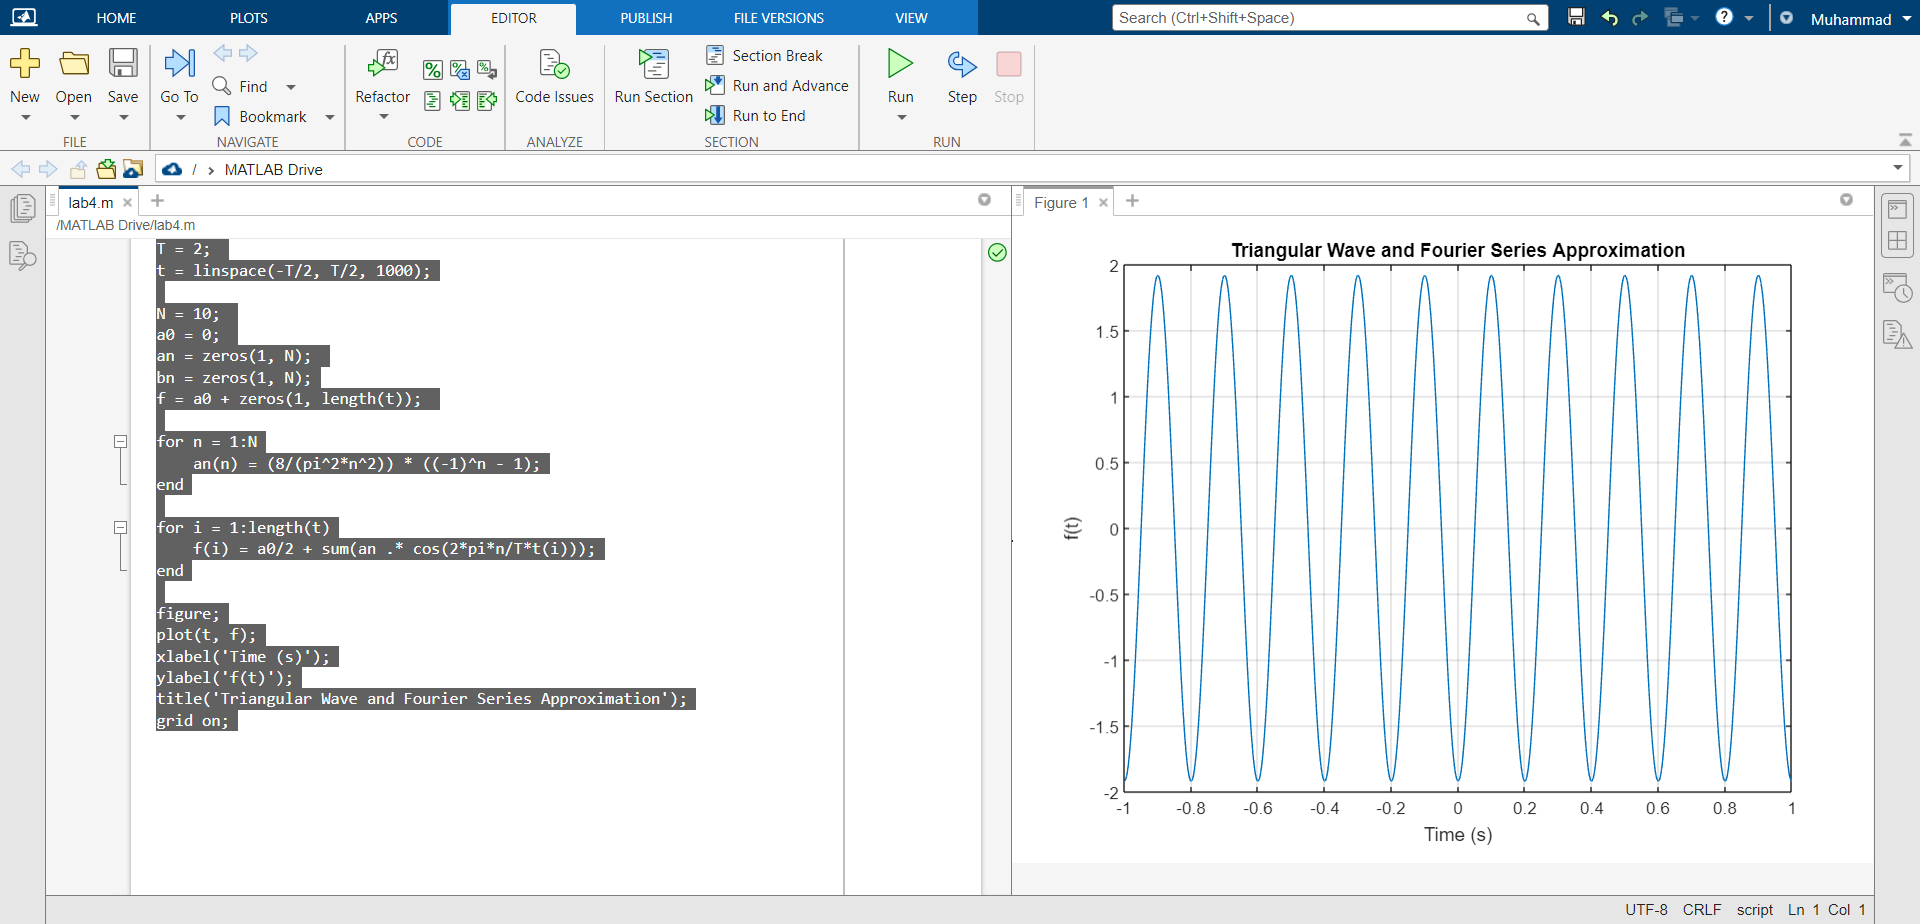 HOME PLOTS APPS EDITOR PUBLISH FILE VERSIONS VIEW Search (Ctrl+Shift+Space) Muhammad
New Open Save Go To Find Bookmark Refactor Code Issues Run Section Section Break Run and Advance Run to End Run Step Stop
FILE NAVIGATE CODE ANALYZE SECTION RUN
/ › MATLAB Drive
lab4.m
/MATLAB Drive/lab4.m
T = 2;
t = linspace(-T/2, T/2, 1000);
N = 10;
a0 = 0;
an = zeros(1, N);
bn = zeros(1, N);
f = a0 + zeros(1, length(t));
for n = 1:N
an(n) = (8/(pi^2*n^2)) * ((-1)^n - 1);
end
for i = 1:length(t)
f(i) = a0/2 + sum(an .* cos(2*pi*n/T*t(i)));
end
figure;
plot(t, f);
xlabel('Time (s)');
ylabel('f(t)');
title('Triangular Wave and Fourier Series Approximation');
grid on;
Figure 1
Triangular Wave and Fourier Series Approximation
2
1.5
1
0.5
0
-0.5
-1
-1.5
-2
f(t)
-1 -0.8 -0.6 -0.4 -0.2 0 0.2 0.4 0.6 0.8 1
Time (s)
UTF-8 CRLF script Ln 1 Col 1